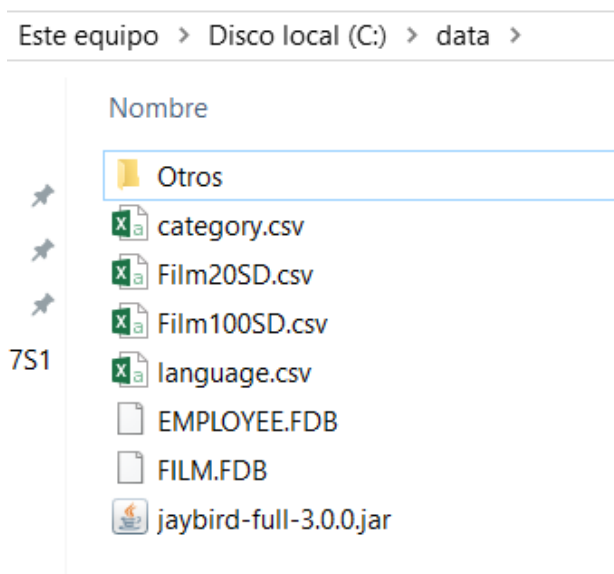 Este equipo > Disco local (C:) > data >
Nombre
Otros
category.csv
Film20SD.csv
Film100SD.csv
7S1
language.csv
EMPLOYEE.FDB
FILM.FDB
jaybird-full-3.0.0.jar